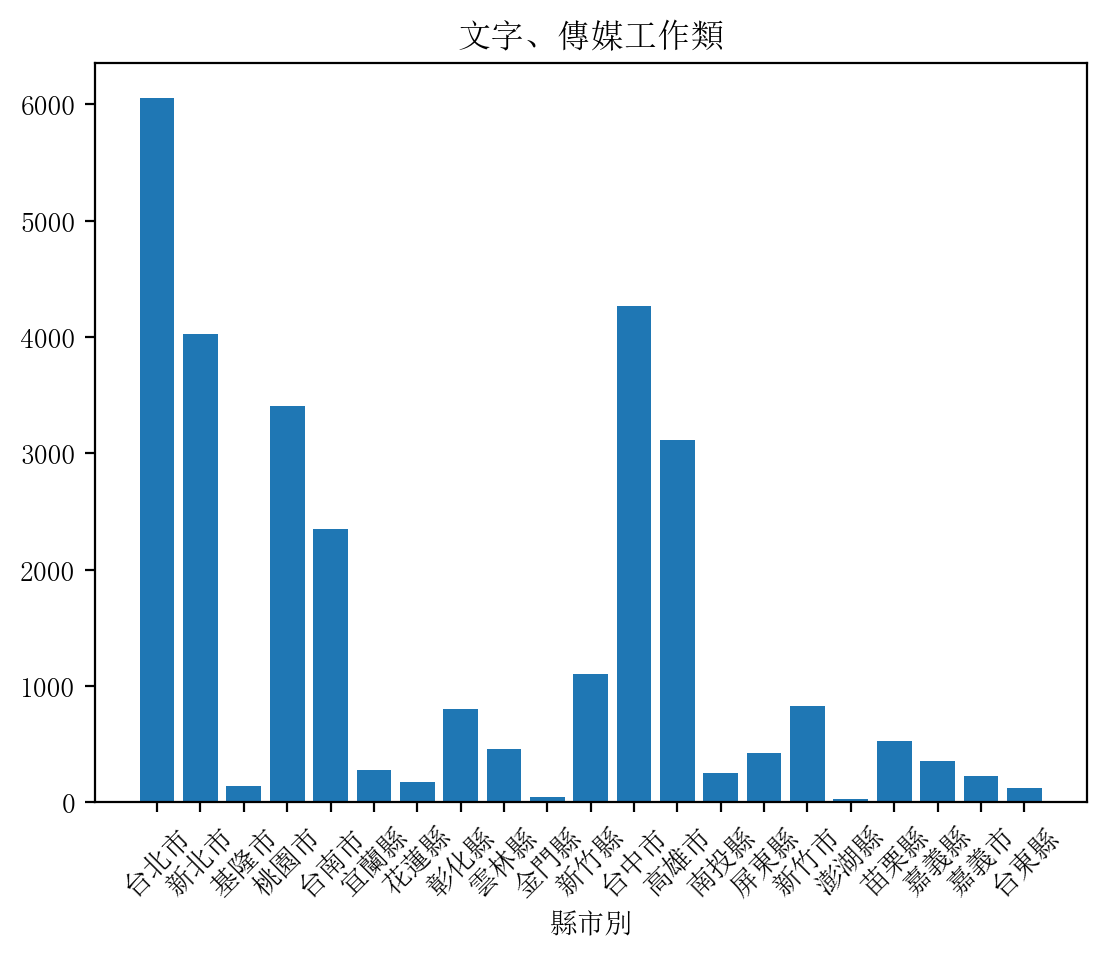 文字、傳媒工作類
6000
5000
4000
3000
2000
1000
0
台北市
新北市
基隆市
桃園市
台南市
宜蘭縣
花蓮縣
彰化縣
雲林縣
金門縣
新竹縣
台中市
高雄市
南投縣
屏東縣
新竹市
澎湖縣
苗栗縣
嘉義縣
嘉義市
台東縣
縣市別